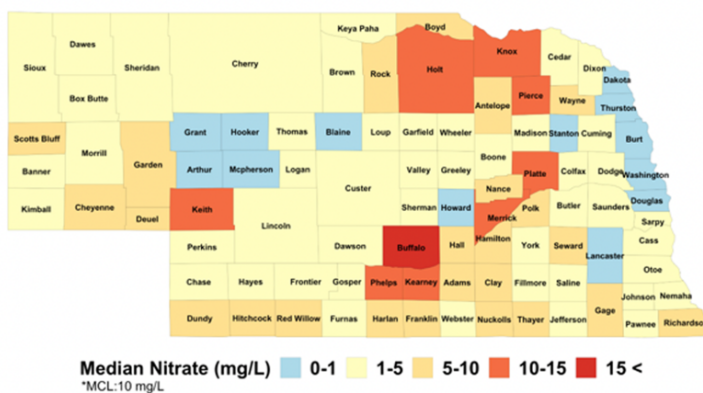 Keya Paha Boyd
Dawes Knox
Sioux Sheridan Cherry Brown Rock Holt Cedar Dixon
Dakota
Box Butte Antelope Pierce Wayne Thurston
Scotts Bluff Grant Hooker Thomas Blaine Loup Garfield Wheeler Madison Stanton Cuming Burt
Morrill Garden Boone
Banner Arthur Mcpherson Logan Valley Greeley Platte Colfax Dodge Washington
Custer Nance
Kimball Cheyenne Keith Sherman Howard Merrick Polk Butler Saunders Douglas
Deuel Lincoln Sarpy
Perkins Dawson Buffalo Hall Hamilton York Seward Lancaster Cass
Otoe
Chase Hayes Frontier Gosper Phelps Kearney Adams Clay Fillmore Saline
Johnson Nemaha
Dundy Hitchcock Red Willow Furnas Harlan Franklin Webster Nuckolls Thayer Jefferson Gage Pawnee Richardson
Median Nitrate (mg/L) 0-1 1-5 5-10 10-15 15 <
*MCL:10 mg/L